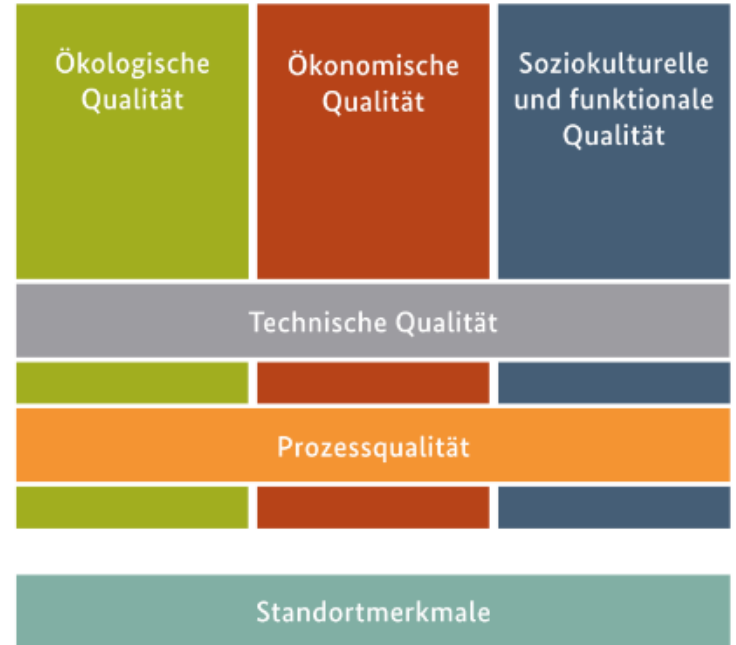 Ökologische
Qualität
Ökonomische
Qualität
Soziokulturelle
und funktionale
Qualität
Technische Qualität
Prozessqualität
Standortmerkmale